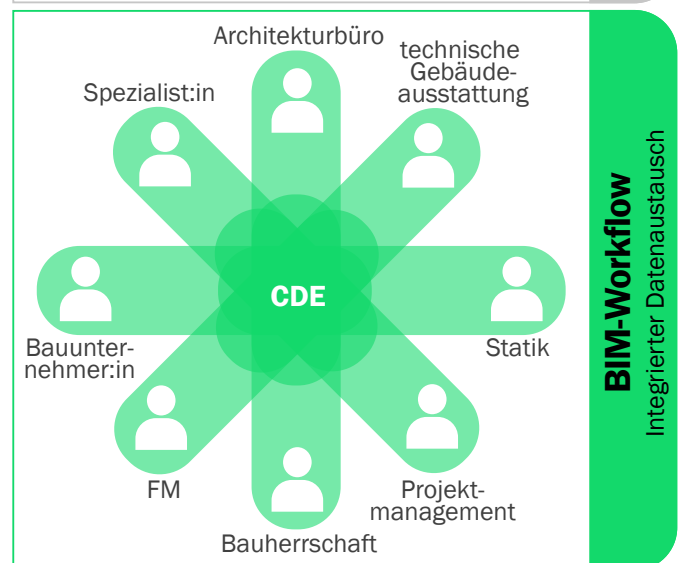 Architekturbüro
technische
Gebäude-
ausstattung
Spezialist:in
CDE
Bauunter-
nehmer:in
Statik
FM
Projekt-
management
Bauherrschaft
BIM-Workflow
Integrierter Datenaustausch